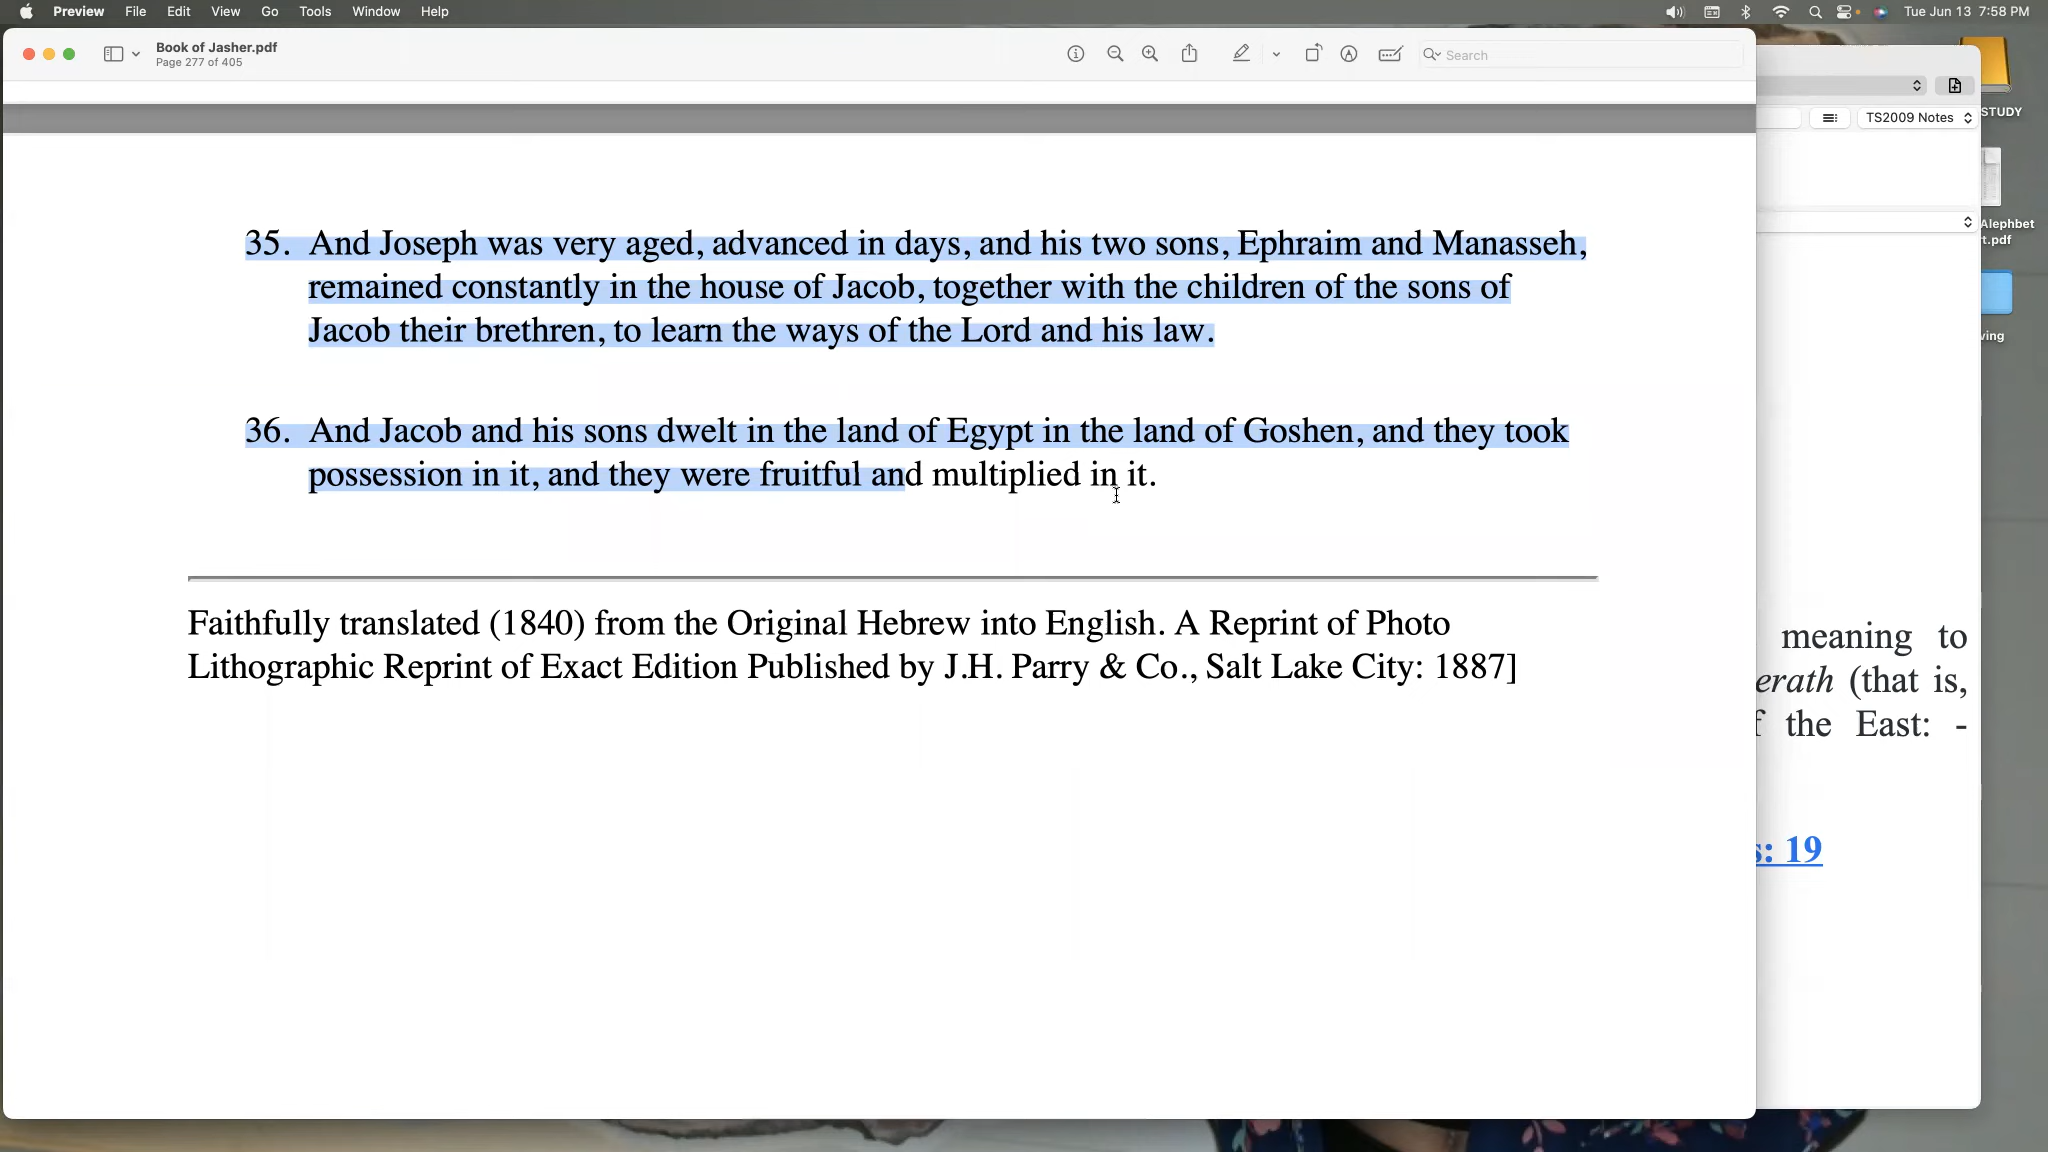 Preview File Edit View Go Tools Window Help Tue Jun 13 7:58 PM
Book of Jasher.pdf
Page 277 of 405
Search
35. And Joseph was very aged, advanced in days, and his two sons, Ephraim and Manasseh,
remained constantly in the house of Jacob, together with the children of the sons of
Jacob their brethren, to learn the ways of the Lord and his law.
36. And Jacob and his sons dwelt in the land of Egypt in the land of Goshen, and they took
possession in it, and they were fruitful and multiplied in it.
Faithfully translated (1840) from the Original Hebrew into English. A Reprint of Photo
Lithographic Reprint of Exact Edition Published by J.H. Parry & Co., Salt Lake City: 1887]
TS2009 Notes
meaning to
erath (that is,
the East: -
: 19
STUDY
Alephbet
t.pdf
ving